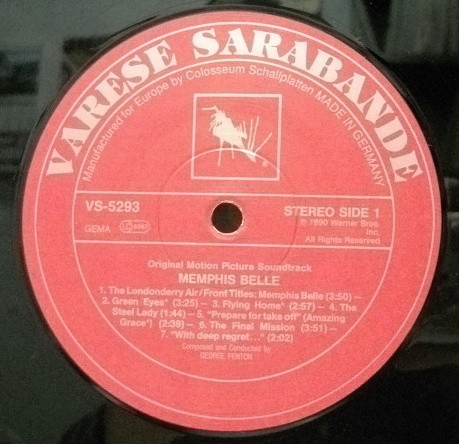 VARESE SARABANDE
Manufactured for Europe by Colosseum Schallplatten MADE IN GERMANY
VS-5293
STEREO SIDE 1
GEMA
℗ 1990 Warner Bros.
Inc.
All Rights Reserved.
Original Motion Picture Soundtrack
MEMPHIS BELLE
1. The Londonderry Air/Front Titles: Memphis Belle (3:50) –
2. Green Eyes* (3:25) – 3. Flying Home* (2:57) – 4. The
Steel Lady (1:44) – 5. "Prepare for take off" (Amazing
Grace*) (2:39) – 6. The Final Mission (3:51) –
7. "With deep regret..." (2:02)
Composed and Conducted by
GEORGE FENTON